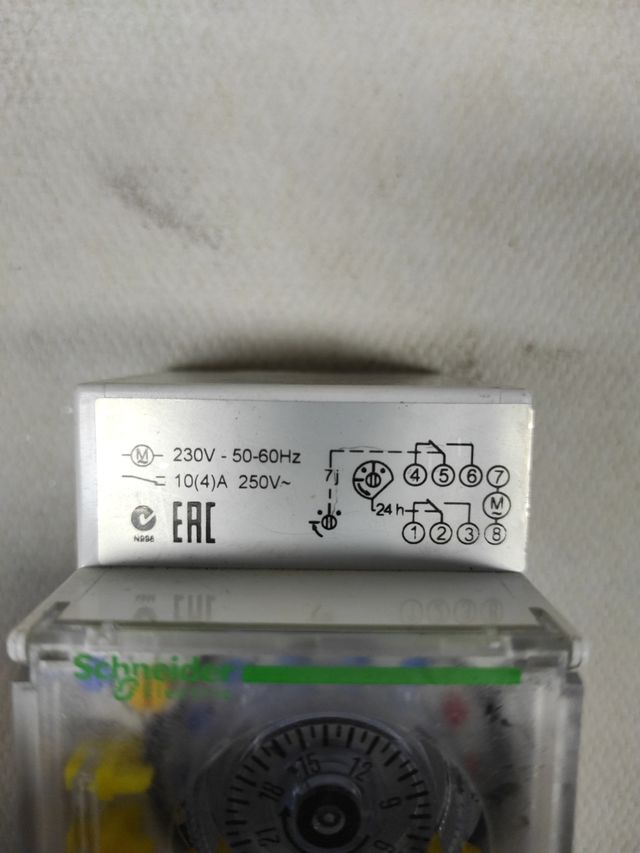 M 230V - 50-60Hz
10(4)A 250V~
N998 EAC
7j
4 5 6 7
24 h
M
~
1 2 3 8
Schneider
15 12
18 9
21